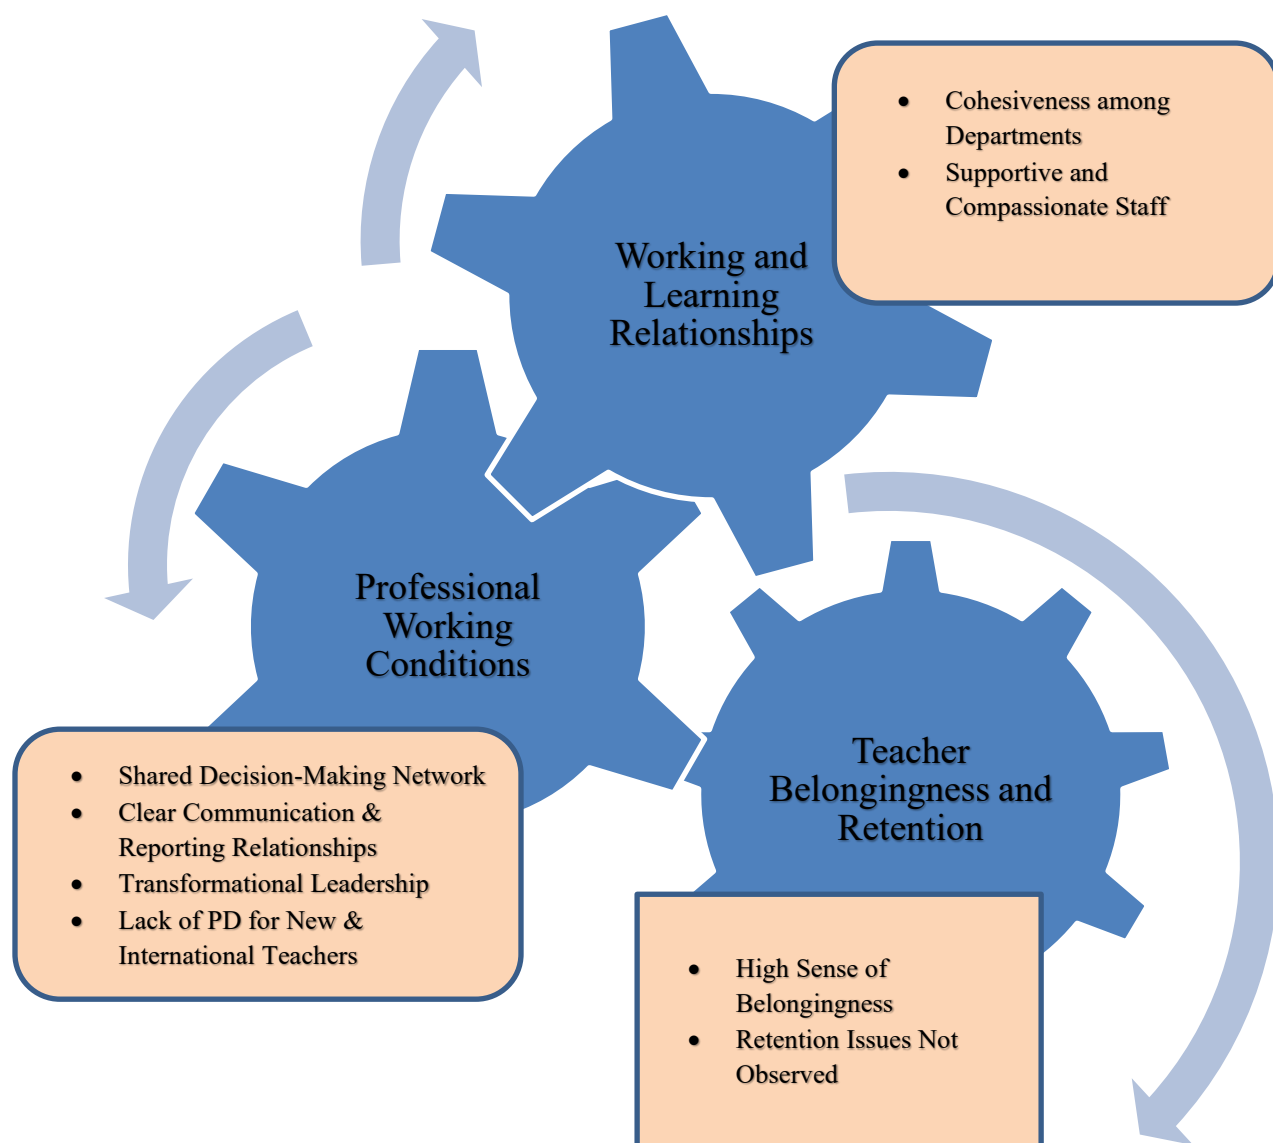 • Cohesiveness among
Departments
• Supportive and
Compassionate Staff
Working and
Learning
Relationships
Professional
Working
Conditions
• Shared Decision-Making Network
• Clear Communication &
Reporting Relationships
• Transformational Leadership
• Lack of PD for New &
International Teachers
Teacher
Belongingness and
Retention
• High Sense of
Belongingness
• Retention Issues Not
Observed